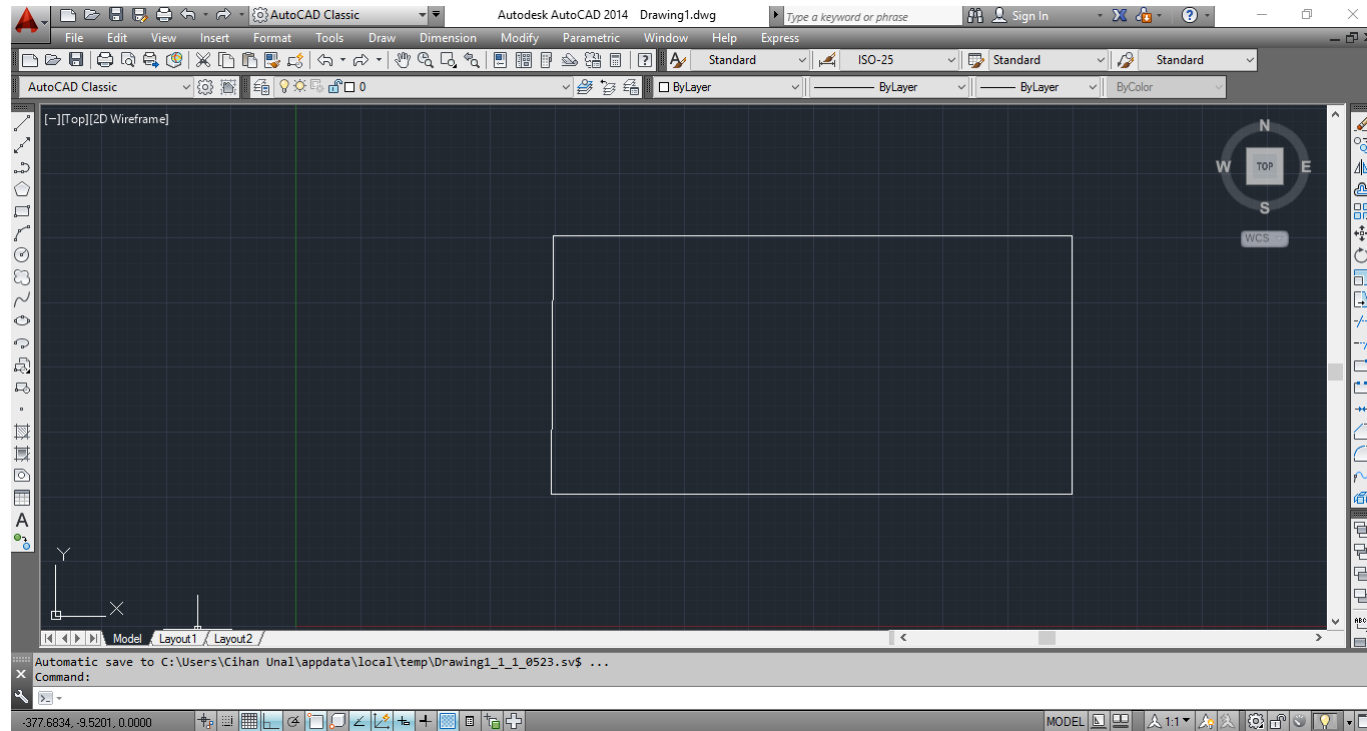 AutoCAD Classic Autodesk AutoCAD 2014 Drawing1.dwg Type a keyword or phrase Sign In
File Edit View Insert Format Tools Draw Dimension Modify Parametric Window Help Express
Standard ISO-25 Standard Standard
AutoCAD Classic 0 ByLayer ByLayer ByLayer ByColor
[−][Top][2D Wireframe]
N
W TOP E
S
WCS
A
Y
X
Model Layout1 Layout2
Automatic save to C:\Users\Cihan Unal\appdata\local\temp\Drawing1_1_1_0523.sv$ ...
Command:
-377.6834, -9.5201, 0.0000 MODEL 1:1